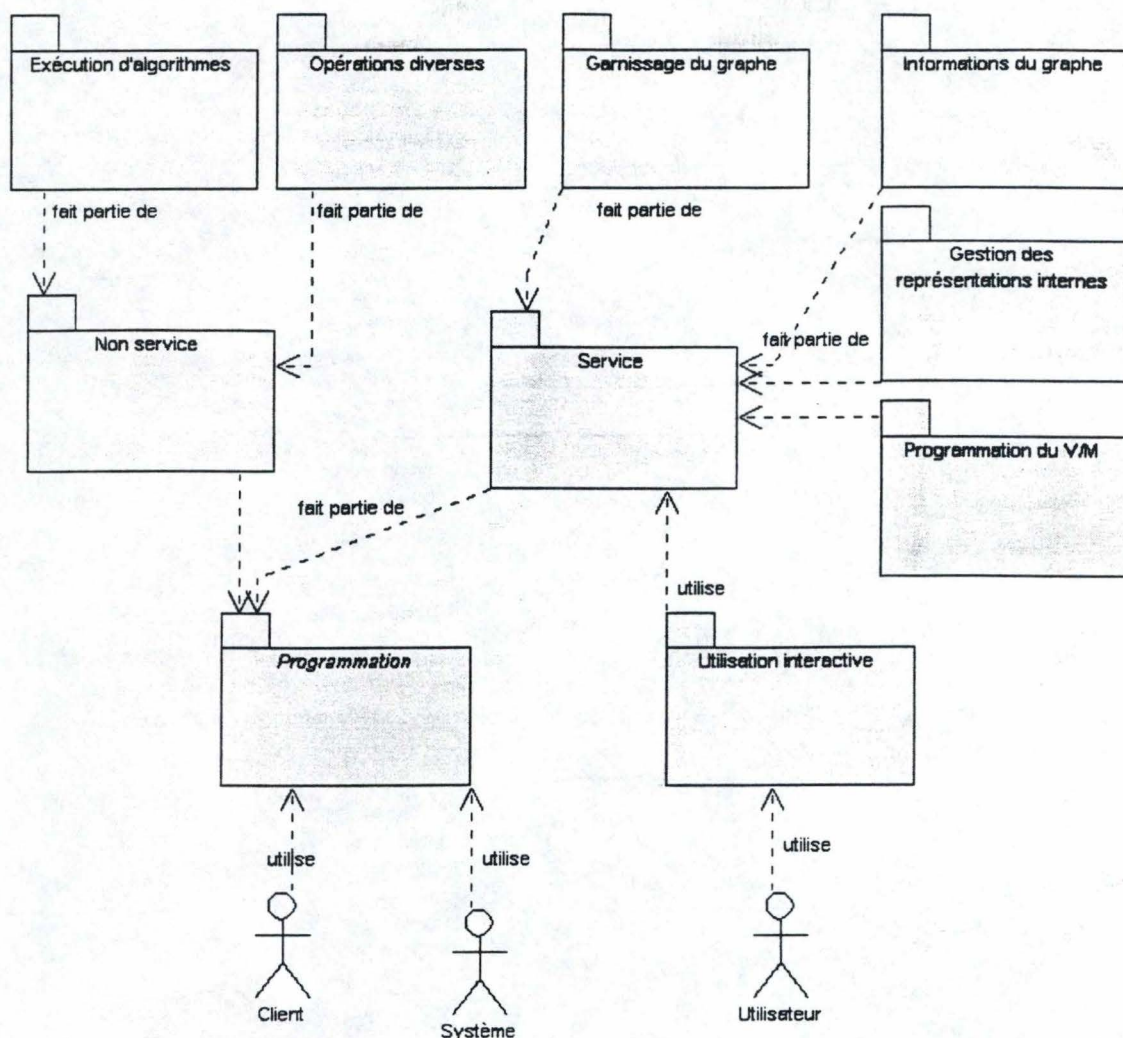 Exécution d'algorithmes
Opérations diverses
Garnissage du graphe
Informations du graphe
fait partie de
fait partie de
fait partie de
Gestion des
représentations internes
Non service
Service
fait partie de
Programmation du V/M
fait partie de
utilise
Programmation
Utilisation interactive
utilise
utilise
utilise
Client
Système
Utilisateur